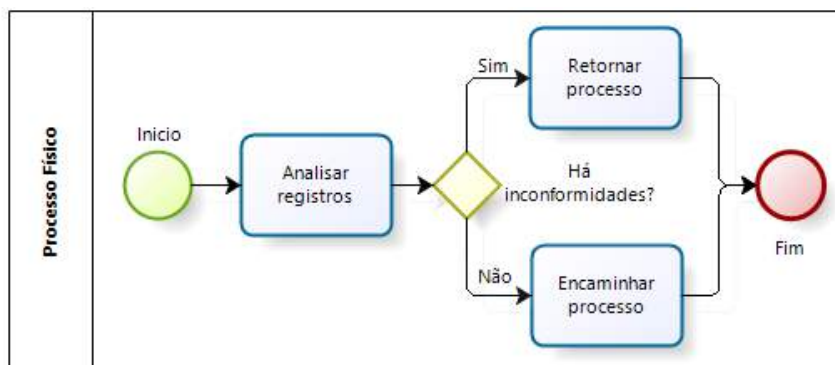 Processo Físico
Inicio
Analisar
registros
Sim
Retornar
processo
Há
inconformidades?
Não
Encaminhar
processo
Fim